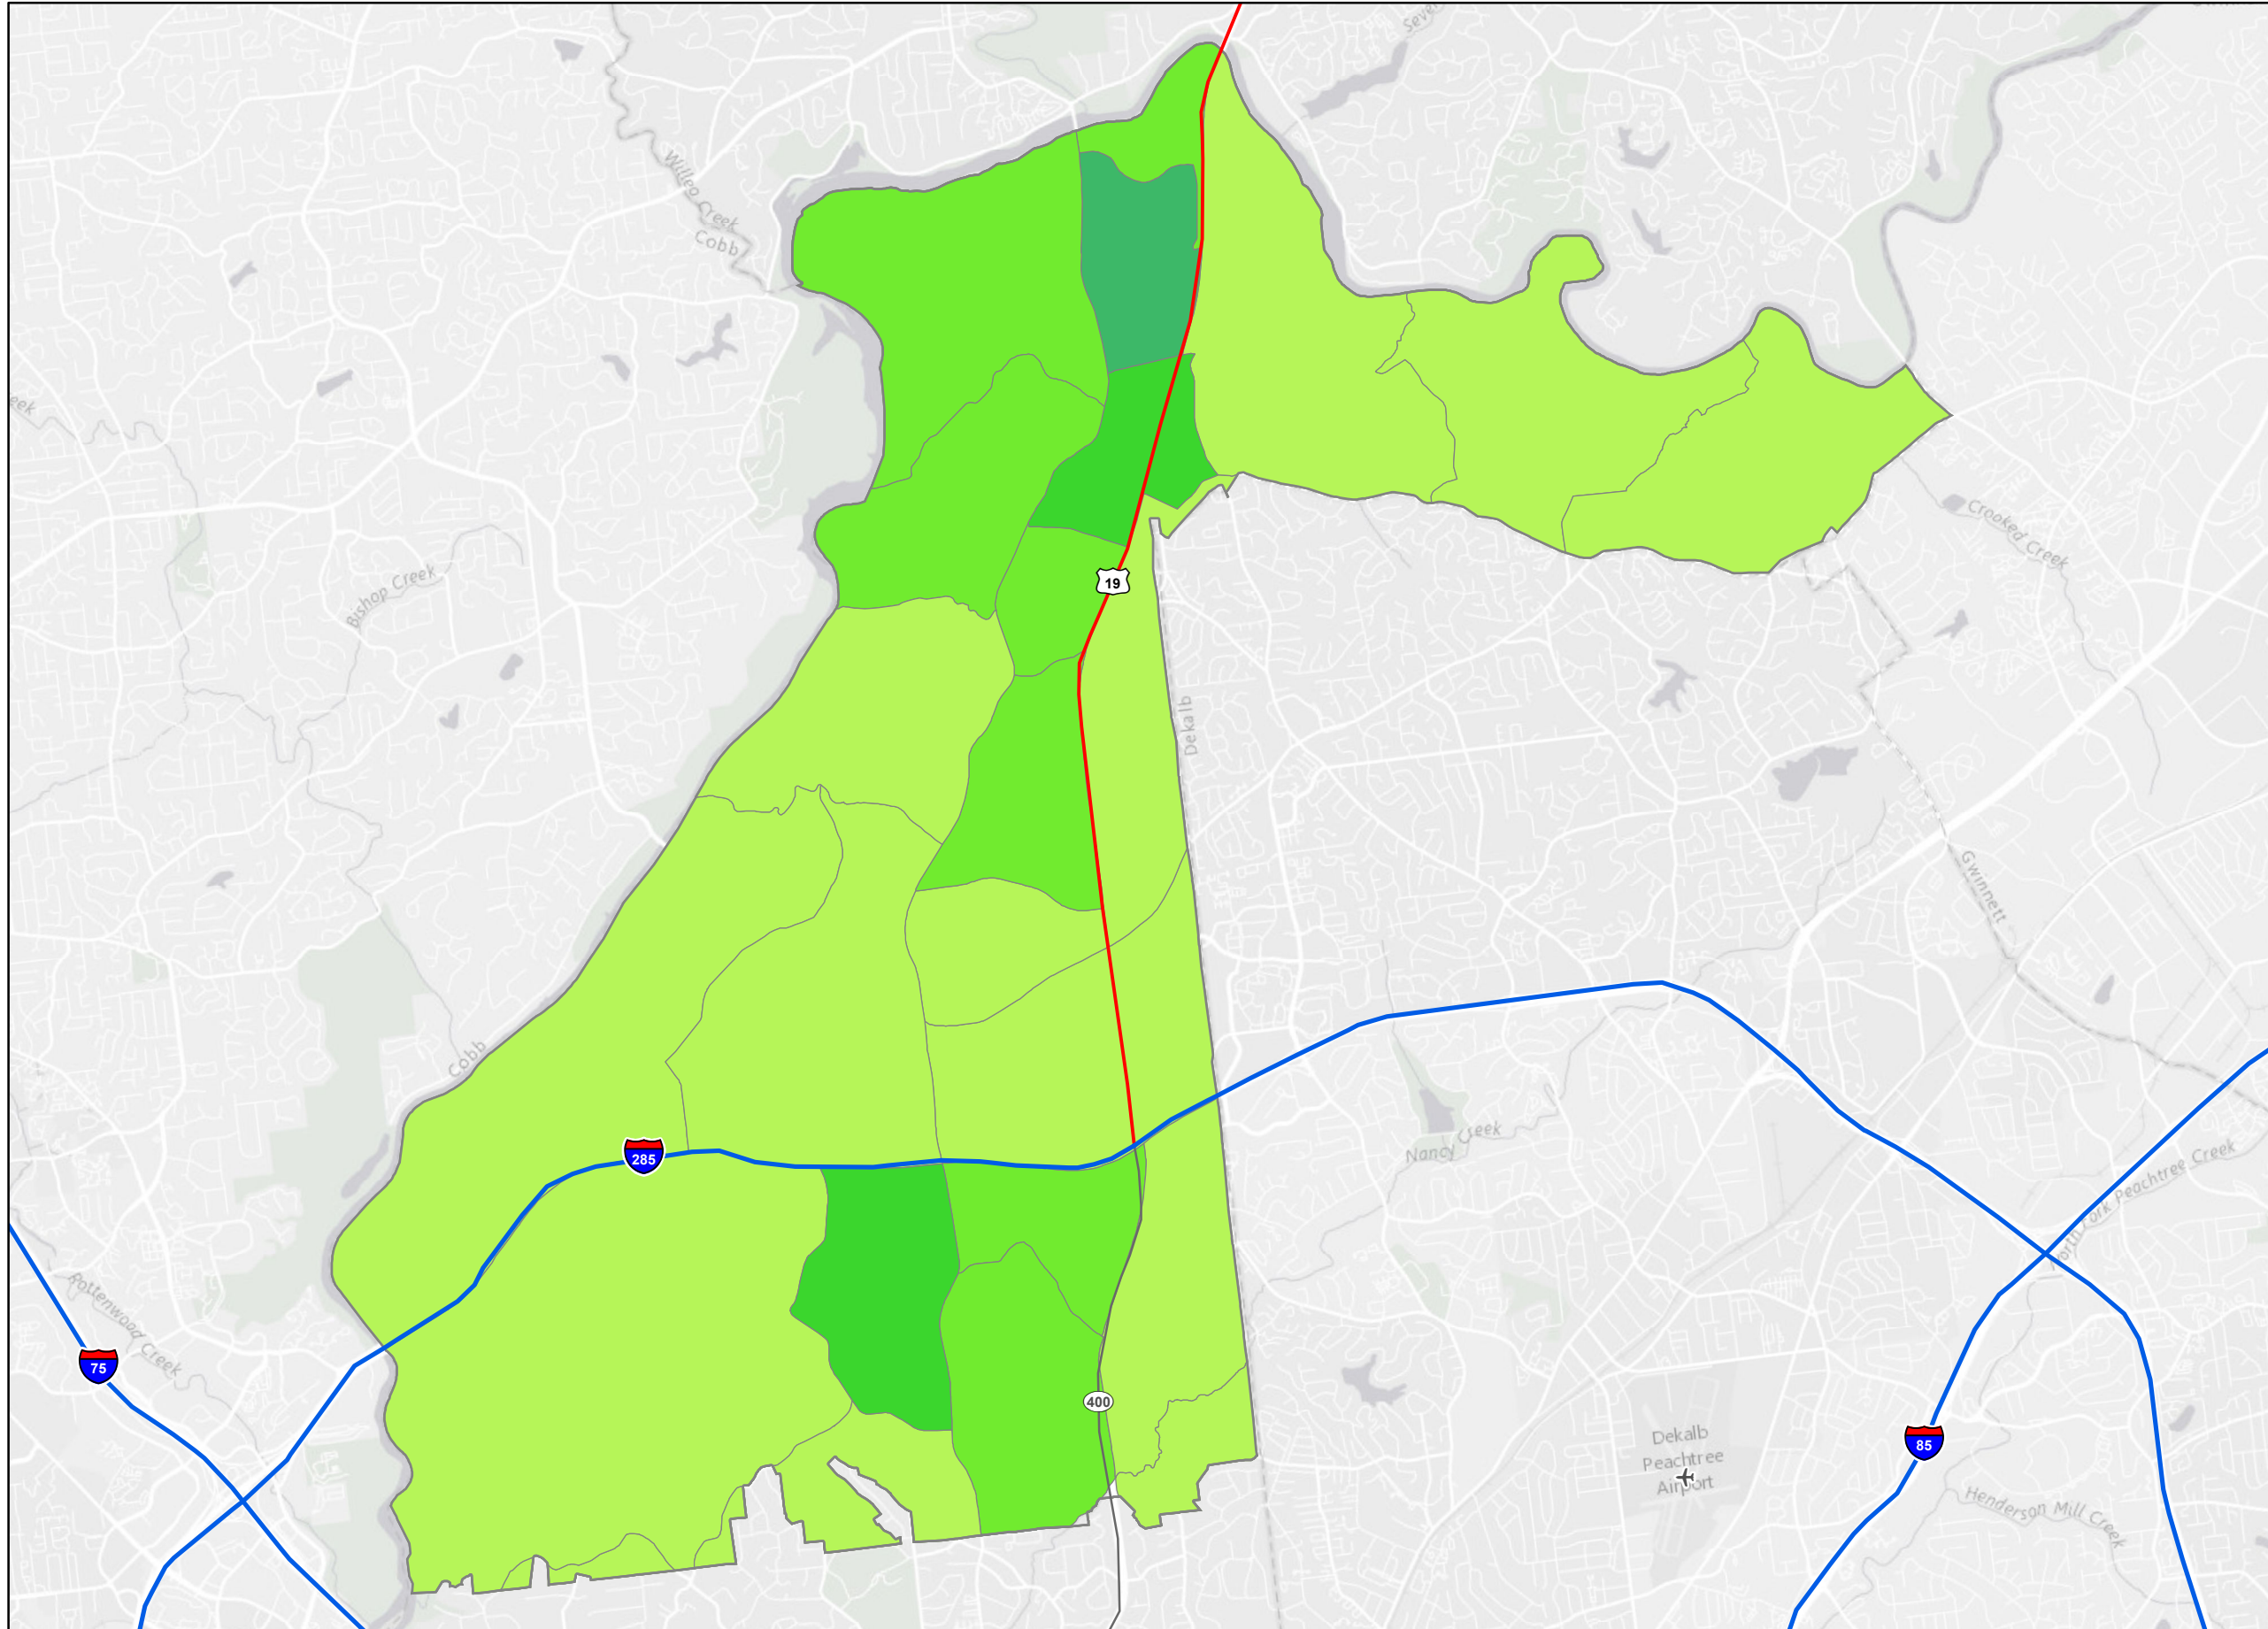 Willeo Creek
Cobb
Crooked Creek
Bishop Creek
19
Dekalb
Gwinnett
Cobb
Nancy Creek
285
Peachtree Creek
Rottenwood Creek
75
400
Dekalb
Peachtree
Airport
85
Henderson Mill Creek